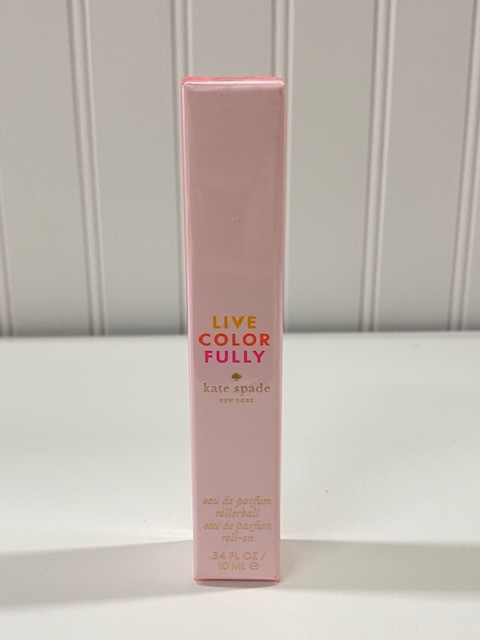 LIVE
COLOR
FULLY
kate spade
NEW YORK
eau de parfum
rollerball
eau de parfum
roll-on
.34 FL OZ /
10 ML ℮